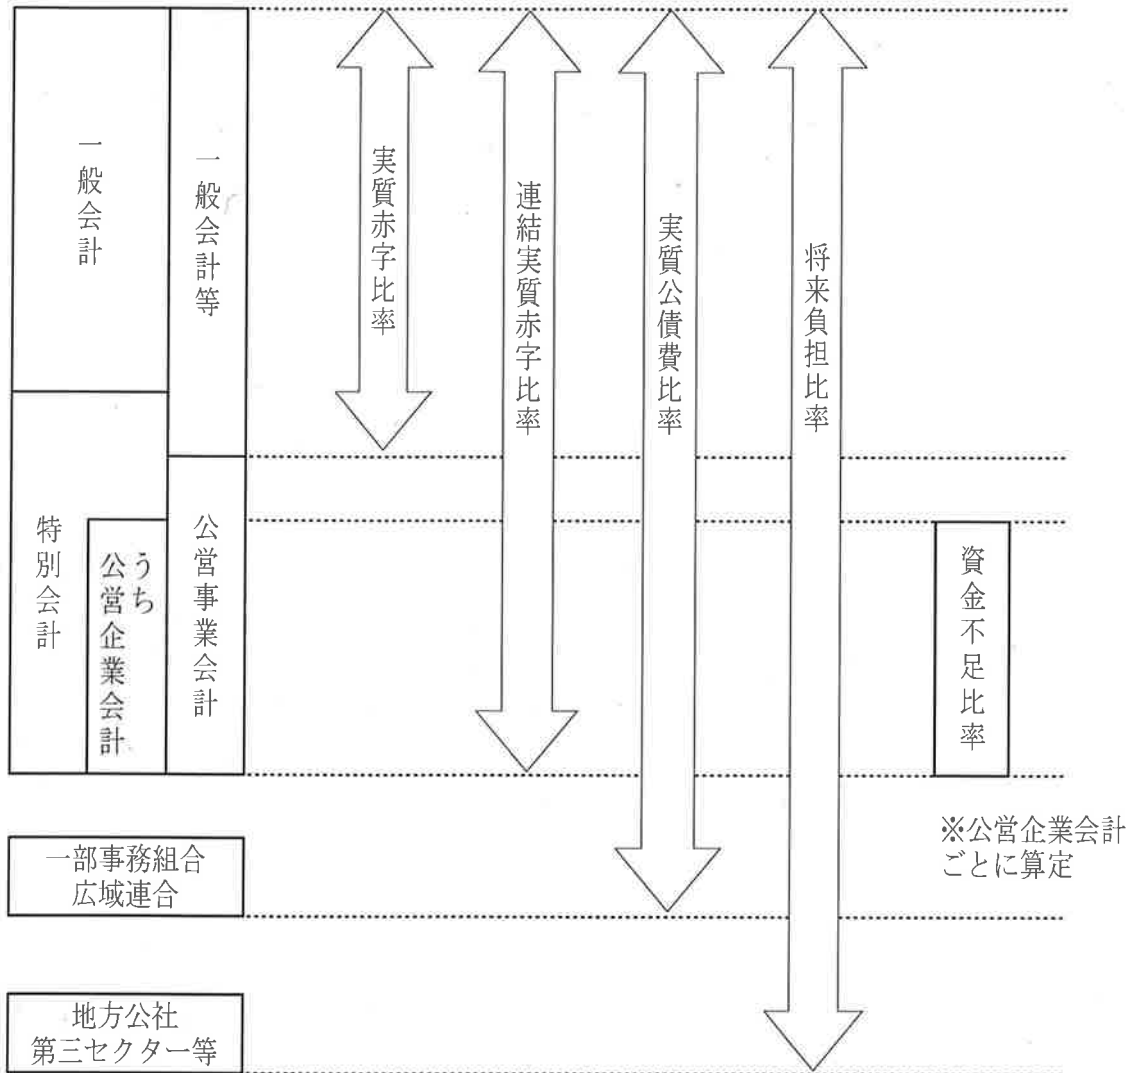 一般会計
一般会計等
特別会計
うち
公営企業会計
公営事業会計
実質赤字比率
連結実質赤字比率
実質公債費比率
将来負担比率
資金不足比率
※公営企業会計
ごとに算定
一部事務組合
広域連合
地方公社
第三セクター等